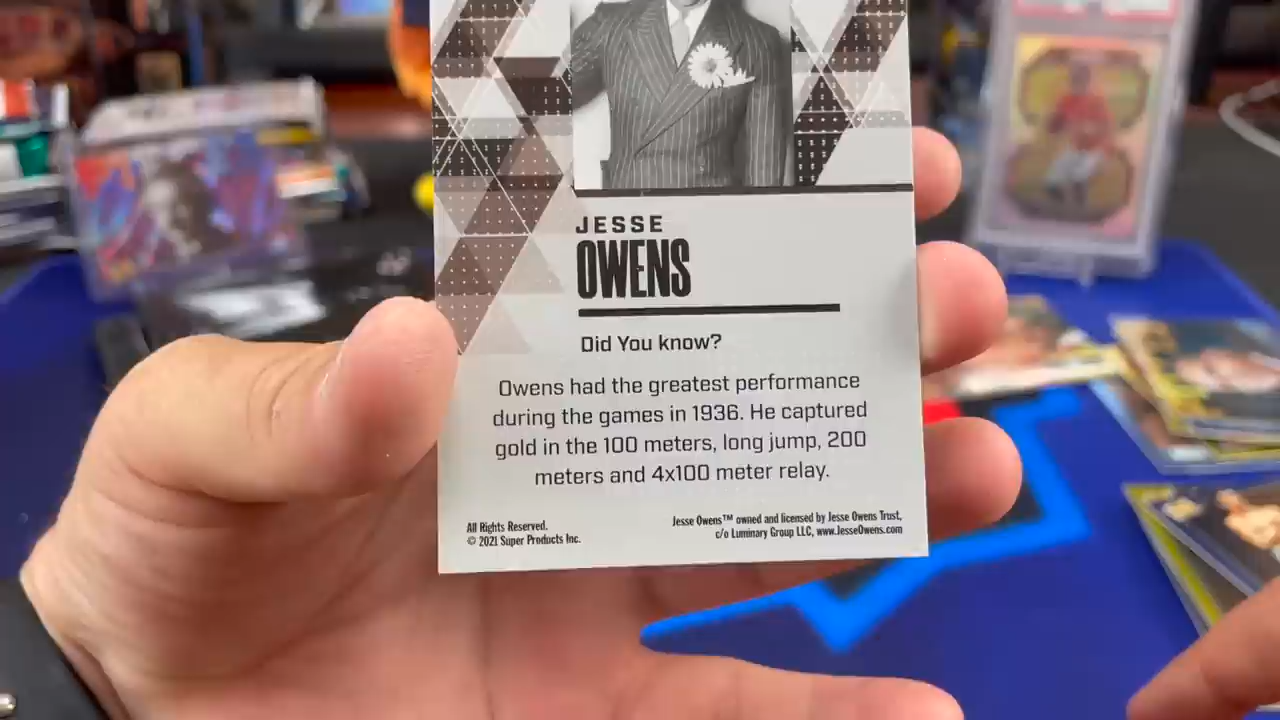 JESSE
OWENS
Did You know?
Owens had the greatest performance
during the games in 1936. He captured
gold in the 100 meters, long jump, 200
meters and 4x100 meter relay.
All Rights Reserved.
© 2021 Super Products Inc.
Jesse Owens™ owned and licensed by Jesse Owens Trust,
c/o Luminary Group LLC, www.JesseOwens.com